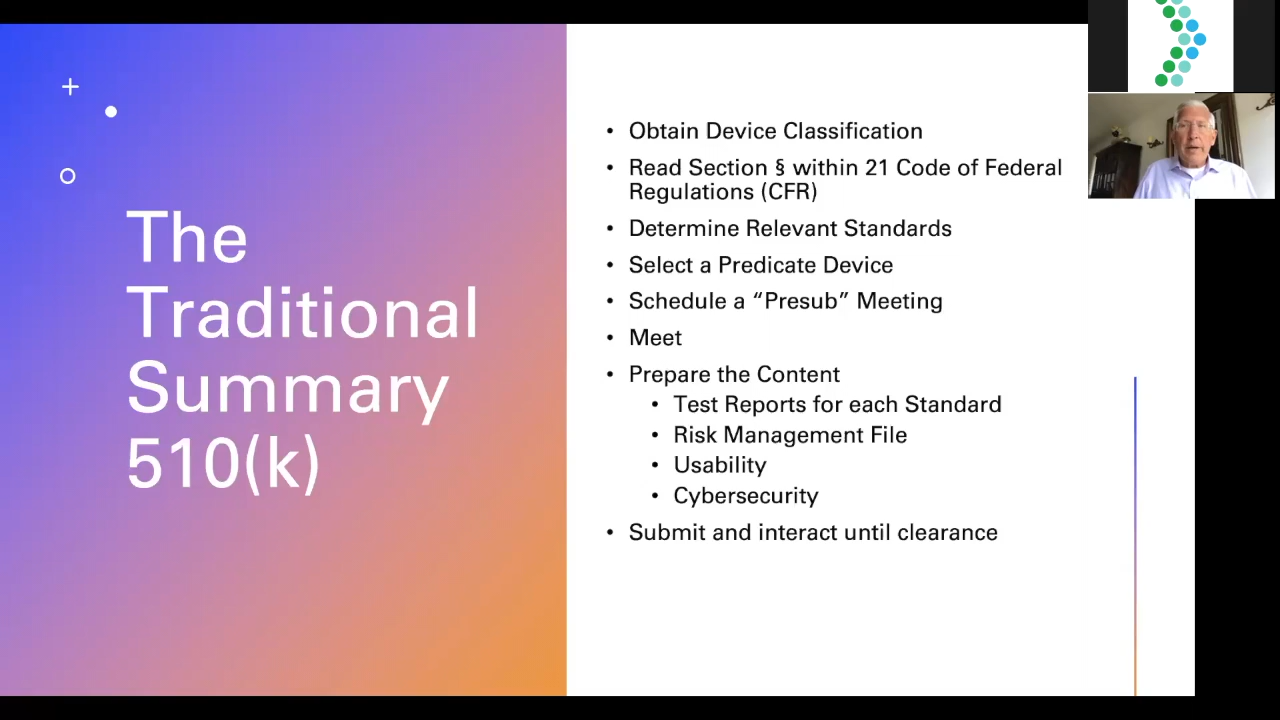 The
Traditional
Summary
510(k)
• Obtain Device Classification
• Read Section § within 21 Code of Federal
Regulations (CFR)
• Determine Relevant Standards
• Select a Predicate Device
• Schedule a “Presub” Meeting
• Meet
• Prepare the Content
• Test Reports for each Standard
• Risk Management File
• Usability
• Cybersecurity
• Submit and interact until clearance